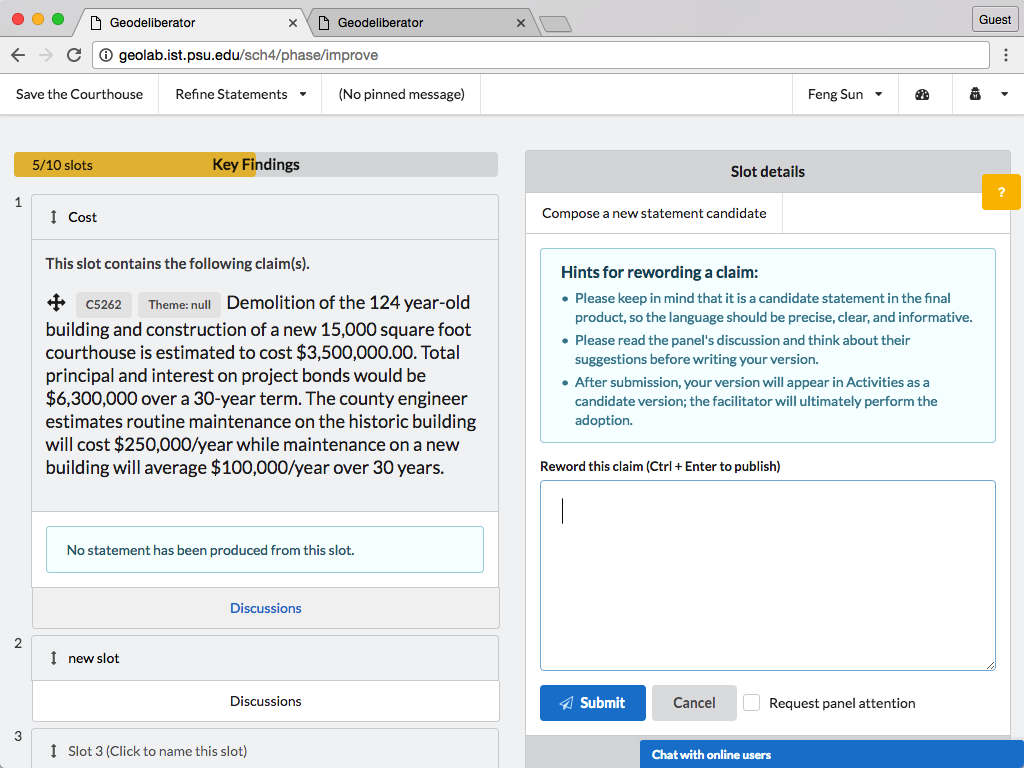 Geodeliberator
Geodeliberator
Guest
geolab.ist.psu.edu/sch4/phase/improve
Save the Courthouse
Refine Statements
(No pinned message)
Feng Sun
5/10 slots
Key Findings
1
Cost
This slot contains the following claim(s).
C5262 Theme: null Demolition of the 124 year-old
building and construction of a new 15,000 square foot
courthouse is estimated to cost $3,500,000.00. Total
principal and interest on project bonds would be
$6,300,000 over a 30-year term. The county engineer
estimates routine maintenance on the historic building
will cost $250,000/year while maintenance on a new
building will average $100,000/year over 30 years.
No statement has been produced from this slot.
Discussions
2
new slot
Discussions
3
Slot 3 (Click to name this slot)
Slot details
?
Compose a new statement candidate
Hints for rewording a claim:
• Please keep in mind that it is a candidate statement in the final
product, so the language should be precise, clear, and informative.
• Please read the panel's discussion and think about their
suggestions before writing your version.
• After submission, your version will appear in Activities as a
candidate version; the facilitator will ultimately perform the
adoption.
Reword this claim (Ctrl + Enter to publish)
Submit
Cancel
Request panel attention
Chat with online users